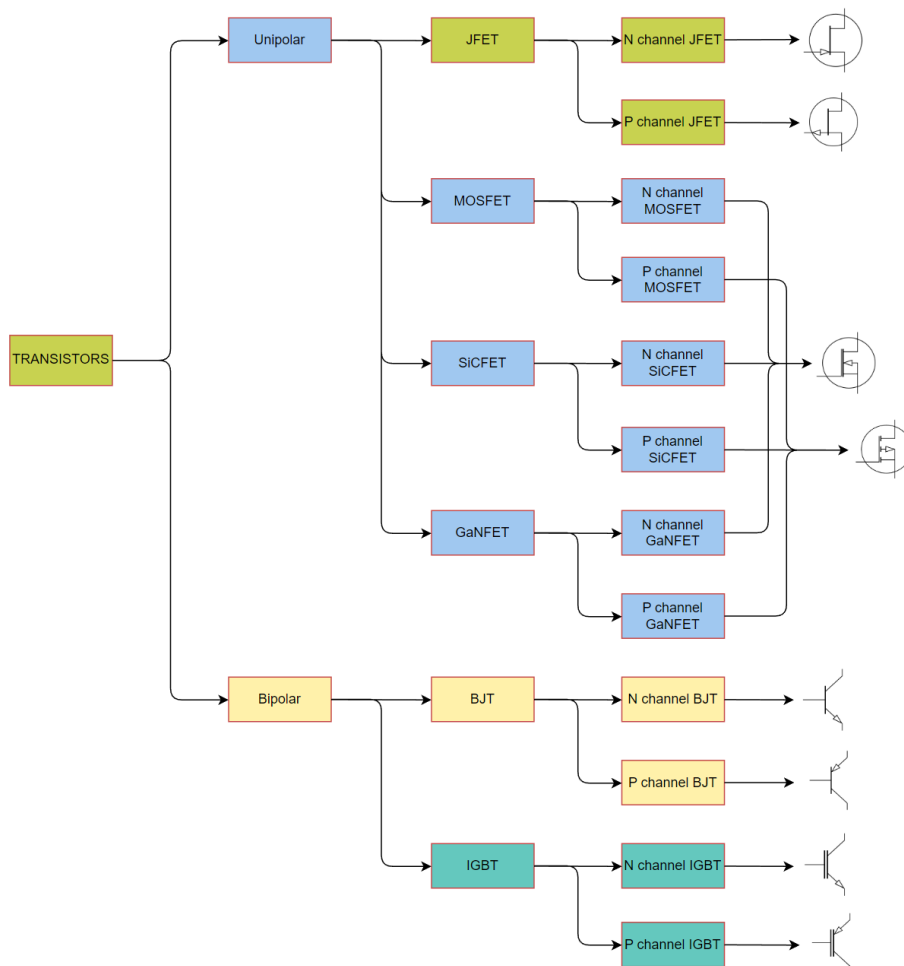 Unipolar
JFET
N channel JFET
P channel JFET
MOSFET
N channel
MOSFET
P channel
MOSFET
TRANSISTORS
SiCFET
N channel
SiCFET
P channel
SiCFET
GaNFET
N channel
GaNFET
P channel
GaNFET
Bipolar
BJT
N channel BJT
P channel BJT
IGBT
N channel IGBT
P channel IGBT